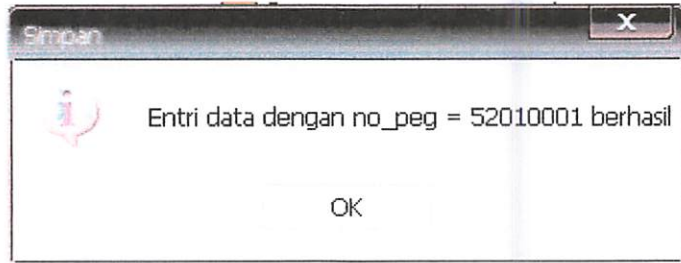 Simpan
X
Entri data dengan no_peg = 52010001 berhasil
OK